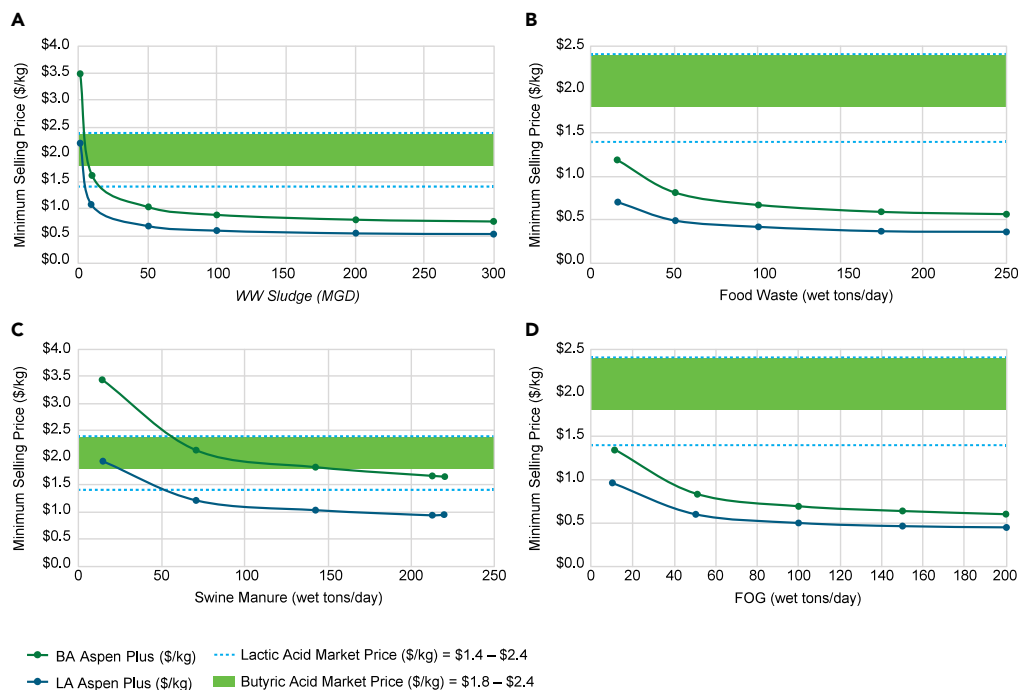 A
Minimum Selling Price ($/kg)
$4.0
$3.5
$3.0
$2.5
$2.0
$1.5
$1.0
$0.5
$0.0
0 50 100 150 200 250 300
WW Sludge (MGD)
B
Minimum Selling Price ($/kg)
$2.5
$2.0
$1.5
$1.0
$0.5
$0.0
0 50 100 150 200 250
Food Waste (wet tons/day)
C
Minimum Selling Price ($/kg)
$4.0
$3.5
$3.0
$2.5
$2.0
$1.5
$1.0
$0.5
$0.0
0 50 100 150 200 250
Swine Manure (wet tons/day)
D
Minimum Selling Price ($/kg)
$2.5
$2.0
$1.5
$1.0
$0.5
$0.0
0 20 40 60 80 100 120 140 160 180 200
FOG (wet tons/day)
BA Aspen Plus ($/kg)
Lactic Acid Market Price ($/kg) = $1.4 – $2.4
LA Aspen Plus ($/kg)
Butyric Acid Market Price ($/kg) = $1.8 – $2.4